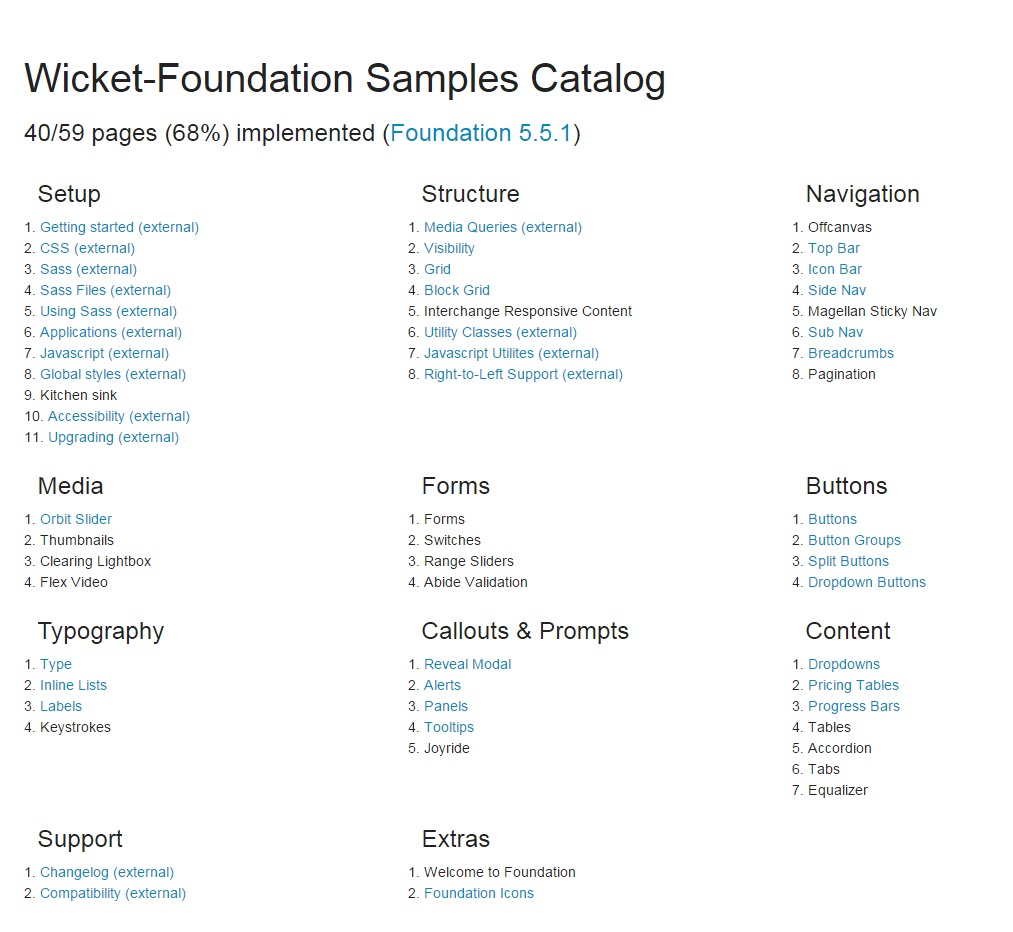 Wicket-Foundation Samples Catalog
40/59 pages (68%) implemented (Foundation 5.5.1)
Setup
1. Getting started (external)
2. CSS (external)
3. Sass (external)
4. Sass Files (external)
5. Using Sass (external)
6. Applications (external)
7. Javascript (external)
8. Global styles (external)
9. Kitchen sink
10. Accessibility (external)
11. Upgrading (external)
Structure
1. Media Queries (external)
2. Visibility
3. Grid
4. Block Grid
5. Interchange Responsive Content
6. Utility Classes (external)
7. Javascript Utilites (external)
8. Right-to-Left Support (external)
Navigation
1. Offcanvas
2. Top Bar
3. Icon Bar
4. Side Nav
5. Magellan Sticky Nav
6. Sub Nav
7. Breadcrumbs
8. Pagination
Media
1. Orbit Slider
2. Thumbnails
3. Clearing Lightbox
4. Flex Video
Forms
1. Forms
2. Switches
3. Range Sliders
4. Abide Validation
Buttons
1. Buttons
2. Button Groups
3. Split Buttons
4. Dropdown Buttons
Typography
1. Type
2. Inline Lists
3. Labels
4. Keystrokes
Callouts & Prompts
1. Reveal Modal
2. Alerts
3. Panels
4. Tooltips
5. Joyride
Content
1. Dropdowns
2. Pricing Tables
3. Progress Bars
4. Tables
5. Accordion
6. Tabs
7. Equalizer
Support
1. Changelog (external)
2. Compatibility (external)
Extras
1. Welcome to Foundation
2. Foundation Icons